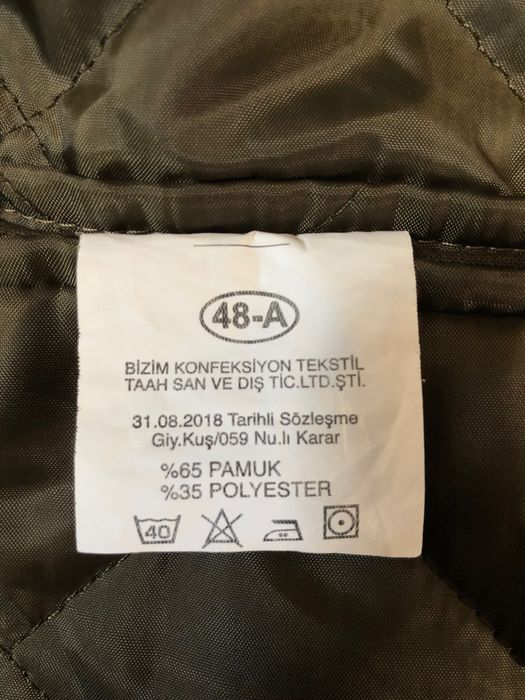 48-A
BİZİM KONFEKSİYON TEKSTİL
TAAH SAN VE DIŞ TİC.LTD.ŞTİ.
31.08.2018 Tarihli Sözleşme
Giy.Kuş/059 Nu.lı Karar
%65 PAMUK
%35 POLYESTER
40